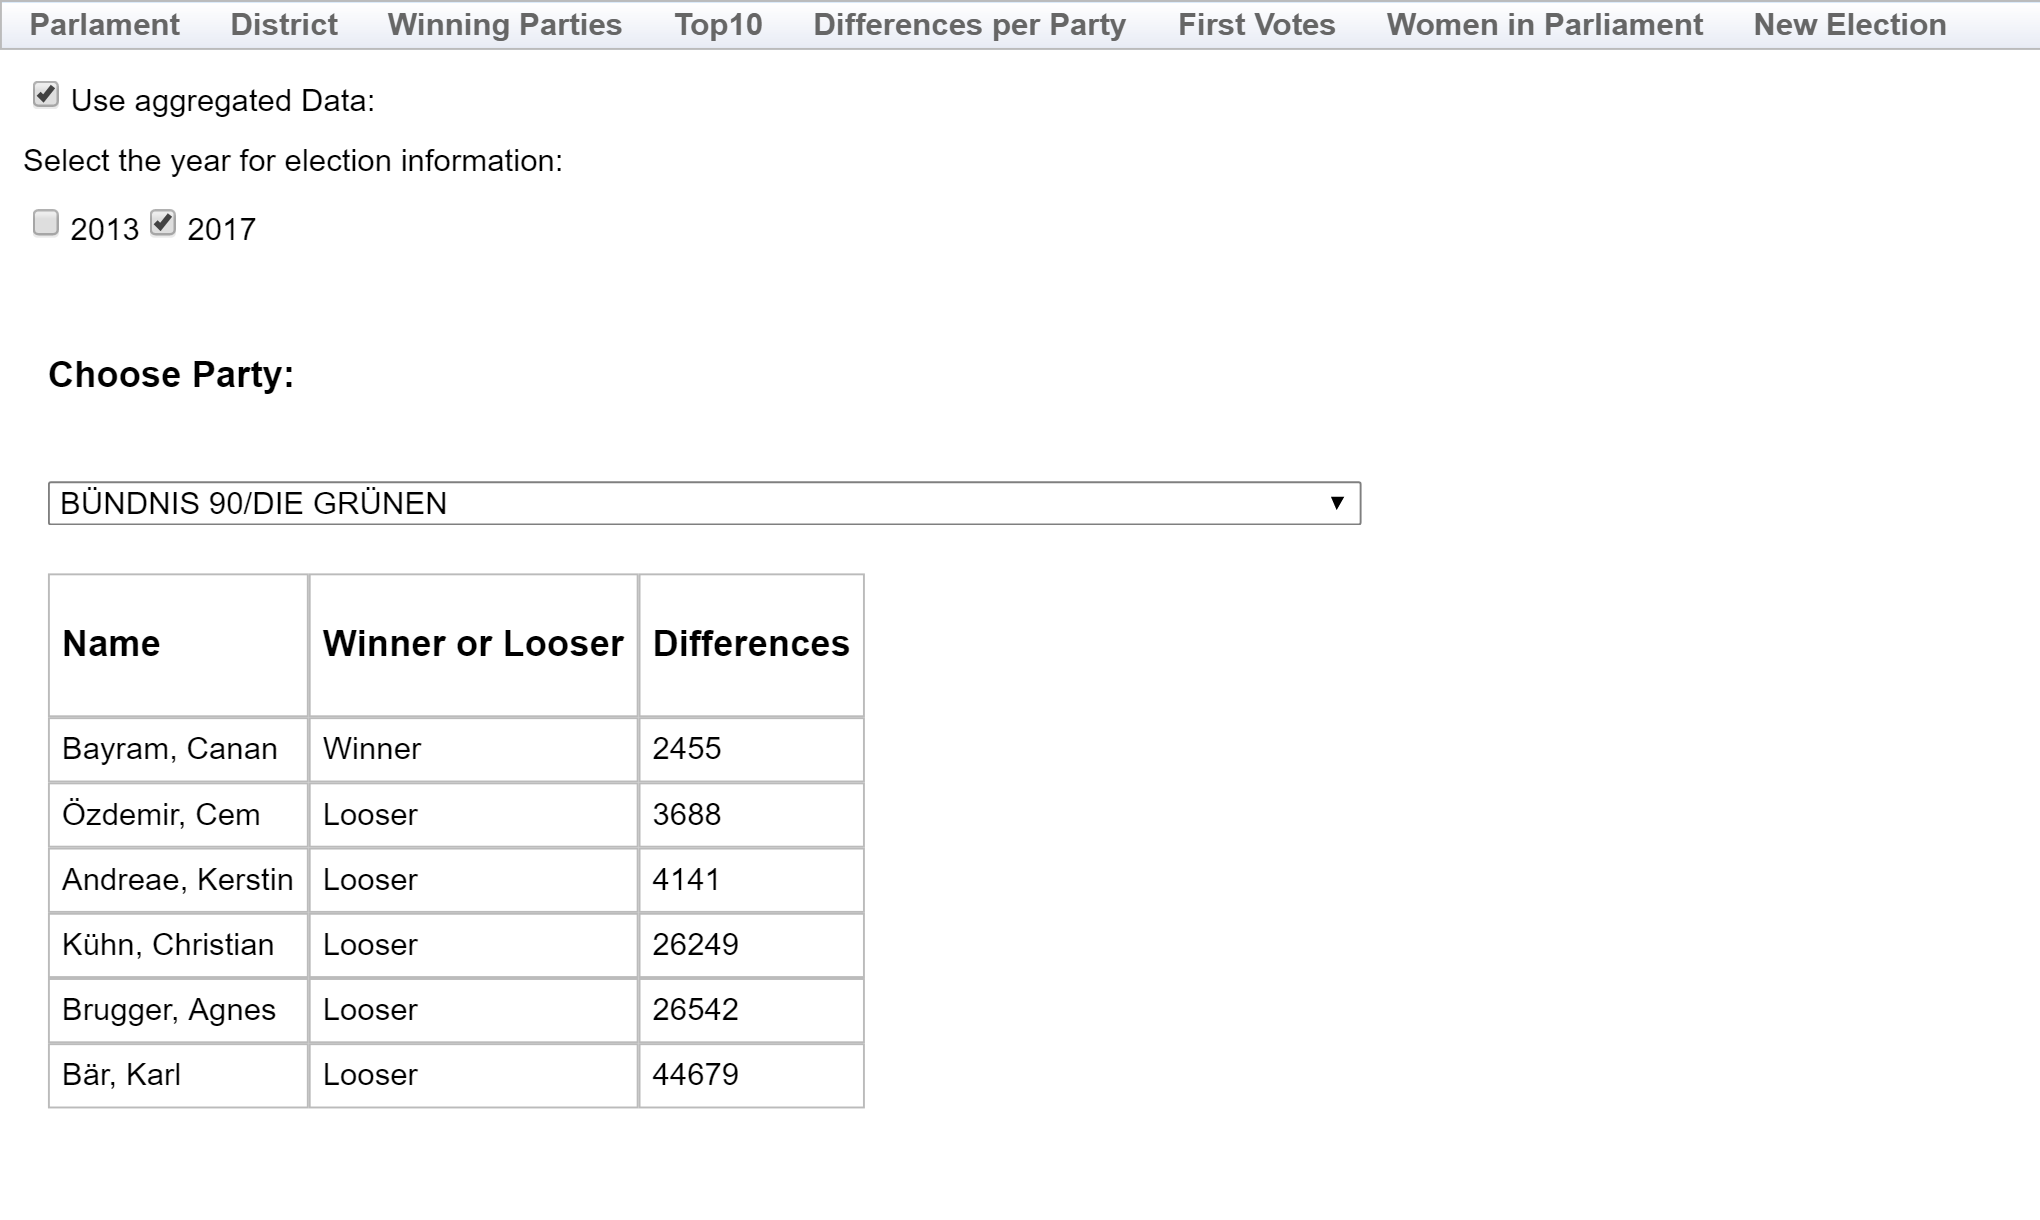 Parlament District Winning Parties Top10 Differences per Party First Votes Women in Parliament New Election
Use aggregated Data:
Select the year for election information:
2013 2017
Choose Party:
BÜNDNIS 90/DIE GRÜNEN
Name Winner or Looser Differences
Bayram, Canan Winner 2455
Özdemir, Cem Looser 3688
Andreae, Kerstin Looser 4141
Kühn, Christian Looser 26249
Brugger, Agnes Looser 26542
Bär, Karl Looser 44679